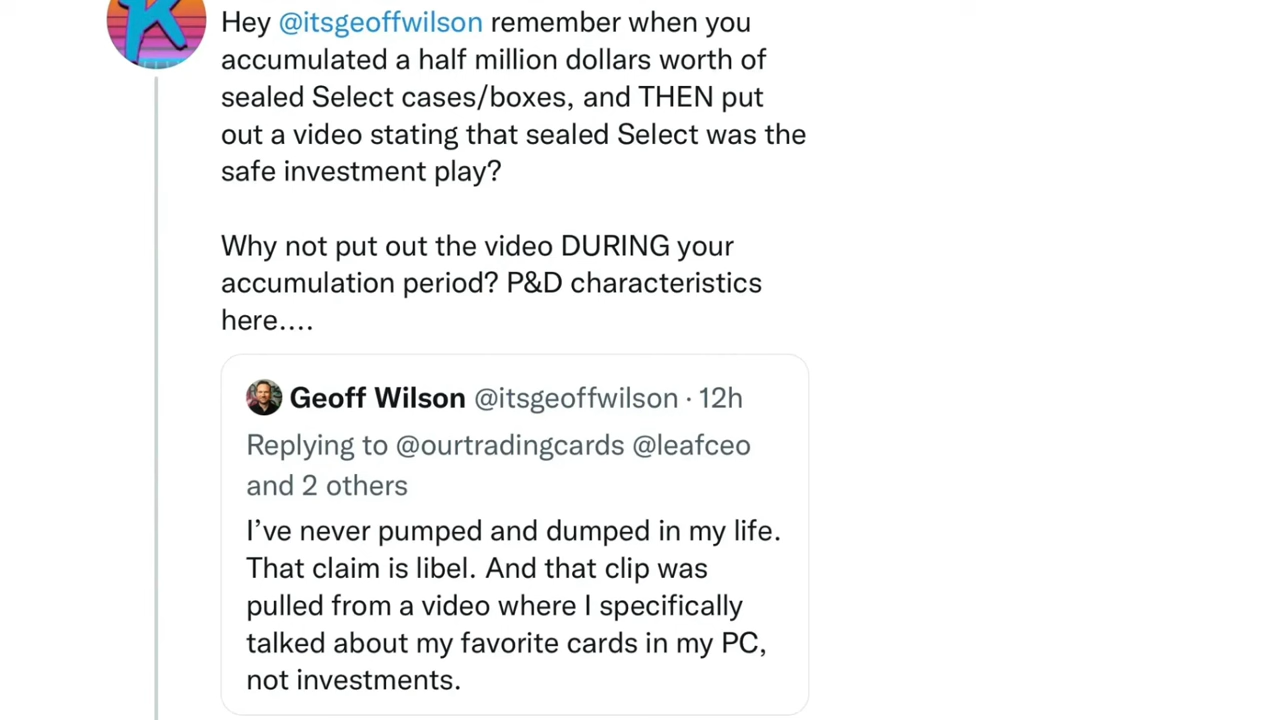 Hey @itsgeoffwilson remember when you
accumulated a half million dollars worth of
sealed Select cases/boxes, and THEN put
out a video stating that sealed Select was the
safe investment play?
Why not put out the video DURING your
accumulation period? P&D characteristics
here....
Geoff Wilson @itsgeoffwilson · 12h
Replying to @ourtradingcards @leafceo
and 2 others
I’ve never pumped and dumped in my life.
That claim is libel. And that clip was
pulled from a video where I specifically
talked about my favorite cards in my PC,
not investments.